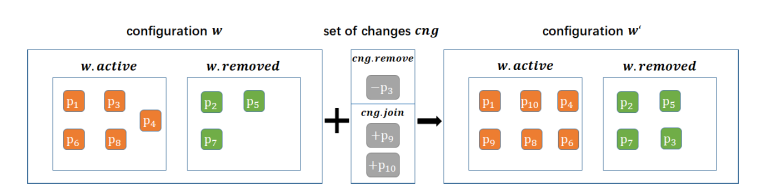 configuration w
set of changes cng
configuration w'
w.active
w.removed
cng.remove
w.active
w.removed
p1 p3
p4
p6 p8
p2 p5
p7
−p3
cng.join
+p9
+p10
p1 p10 p4
p9 p8 p6
p2 p5
p7 p3